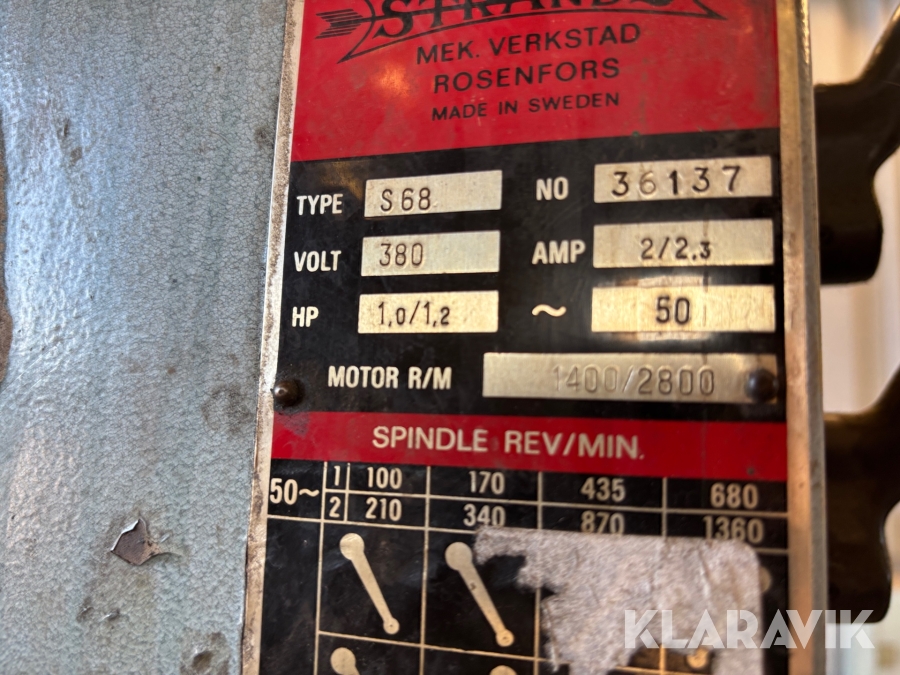 STRANDS
MEK. VERKSTAD
ROSENFORS
MADE IN SWEDEN
TYPE S68 NO 36137
VOLT 380 AMP 2/2,3
HP 1,0/1,2 ~ 50
MOTOR R/M 1400/2800
SPINDLE REV/MIN.
50~ 1 100 170 435 680
2 210 340 870 1360
KLARAVIK